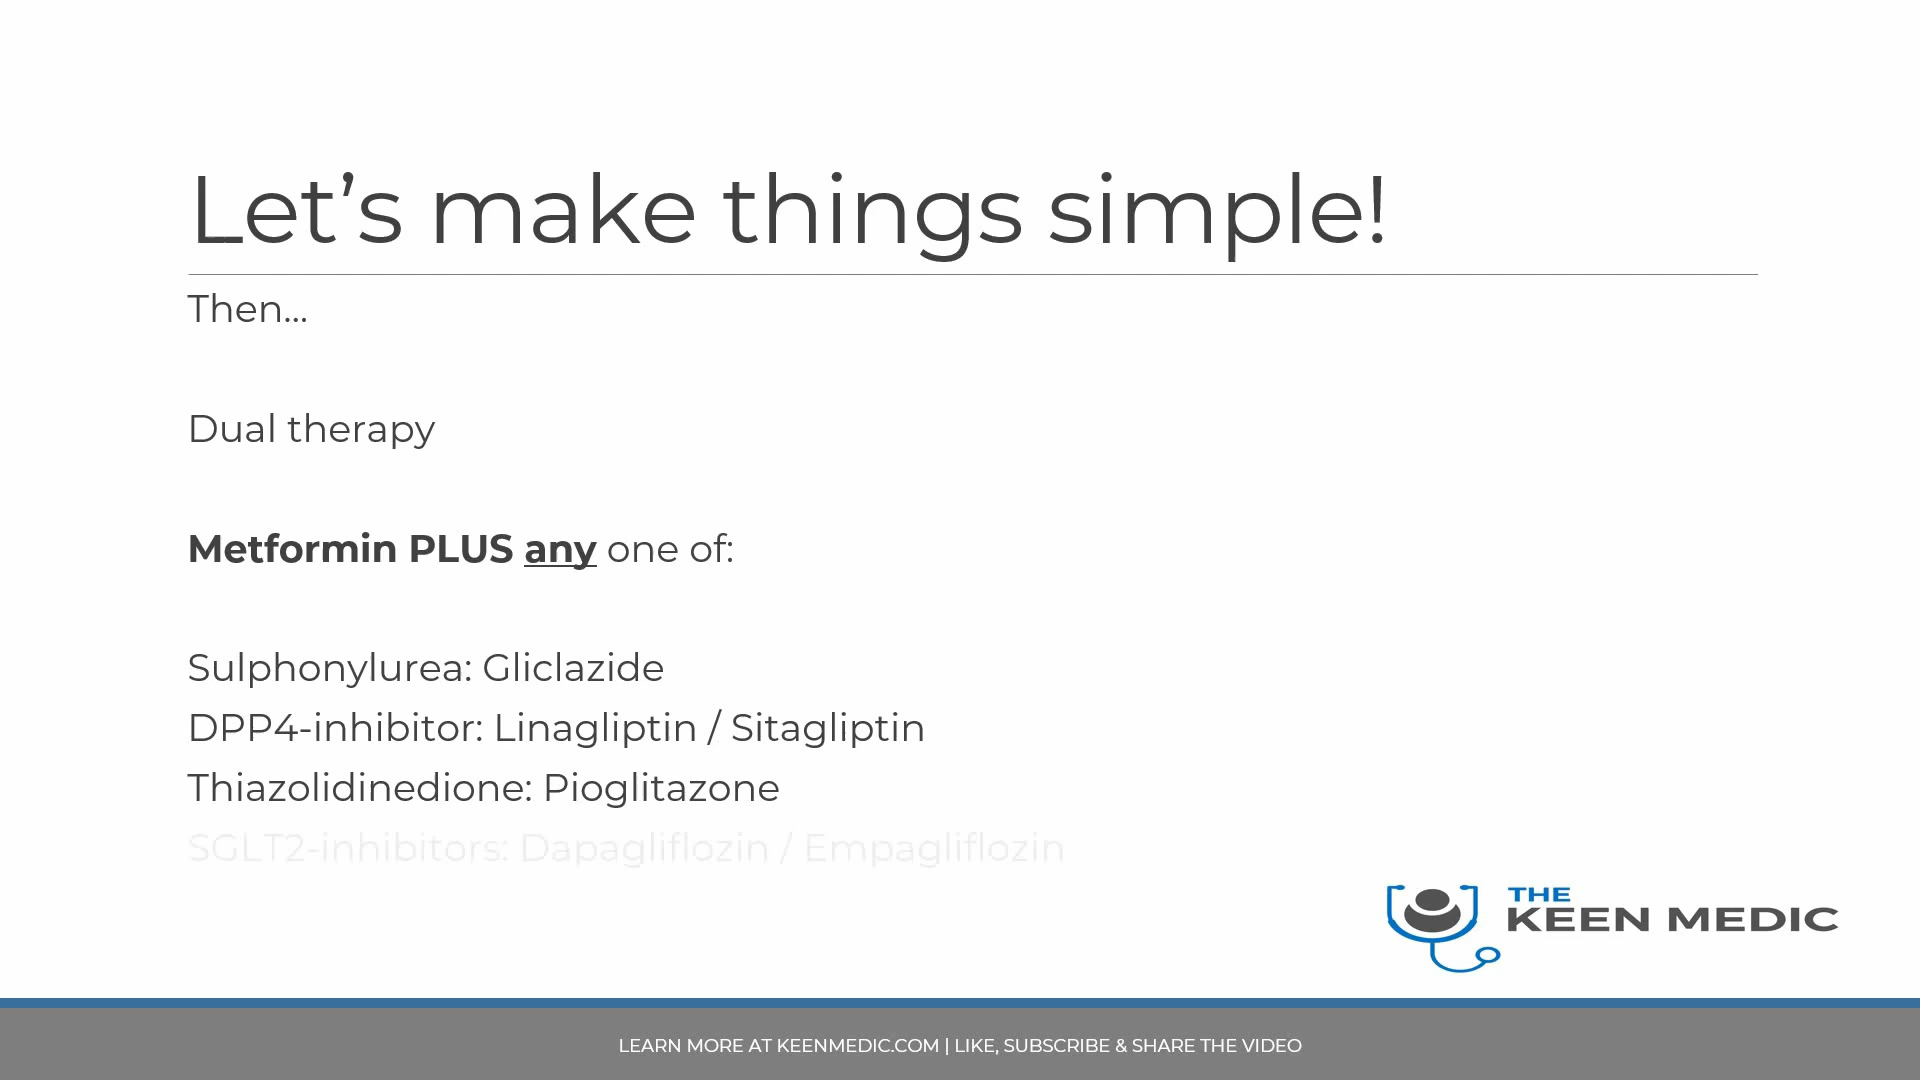 Let’s make things simple!
Then...
Dual therapy
Metformin PLUS any one of:
Sulphonylurea: Gliclazide
DPP4-inhibitor: Linagliptin / Sitagliptin
Thiazolidinedione: Pioglitazone
SGLT2-inhibitors: Dapagliflozin / Empagliflozin
THE
KEEN MEDIC
LEARN MORE AT KEENMEDIC.COM | LIKE, SUBSCRIBE & SHARE THE VIDEO